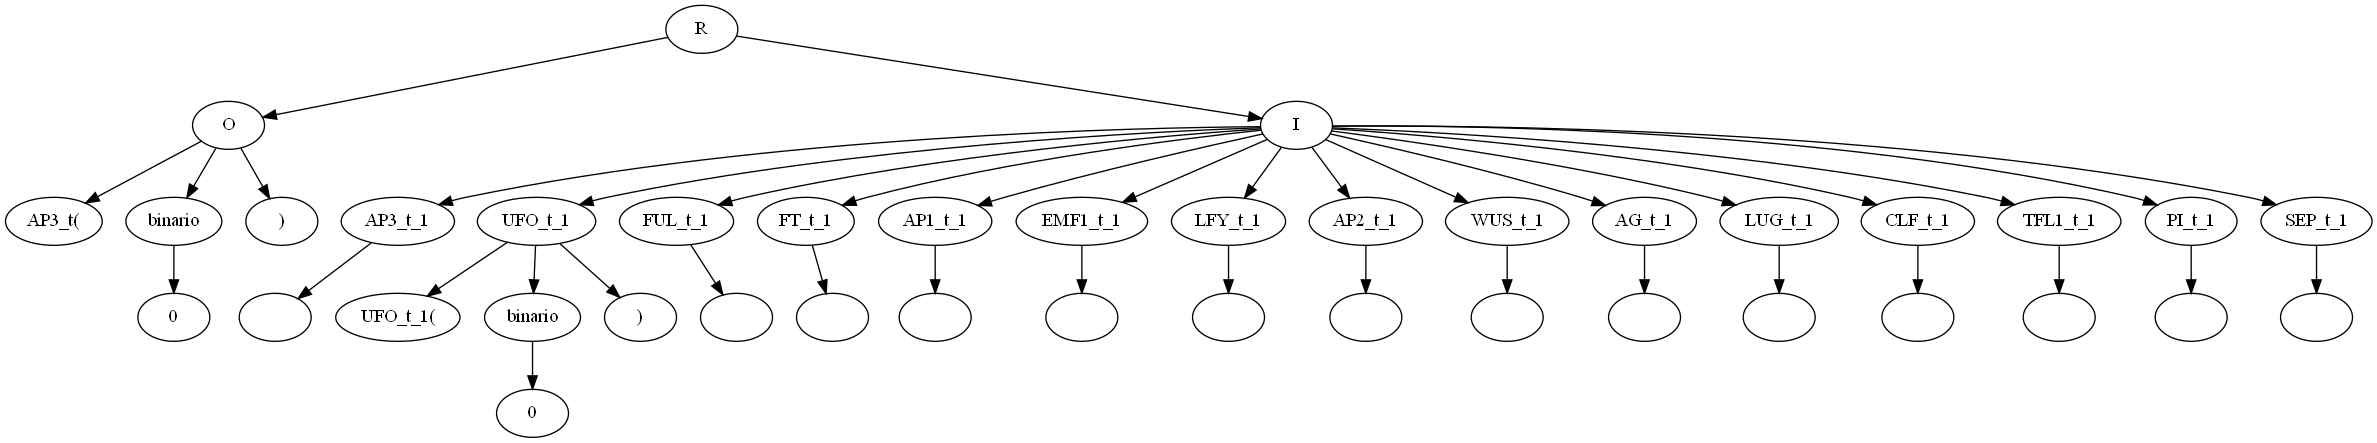 R
O
I
AP3_t(
binario
)
AP3_t_1
UFO_t_1
FUL_t_1
FT_t_1
AP1_t_1
EMF1_t_1
LFY_t_1
AP2_t_1
WUS_t_1
AG_t_1
LUG_t_1
CLF_t_1
TFL1_t_1
PI_t_1
SEP_t_1
0
UFO_t_1(
binario
)
0